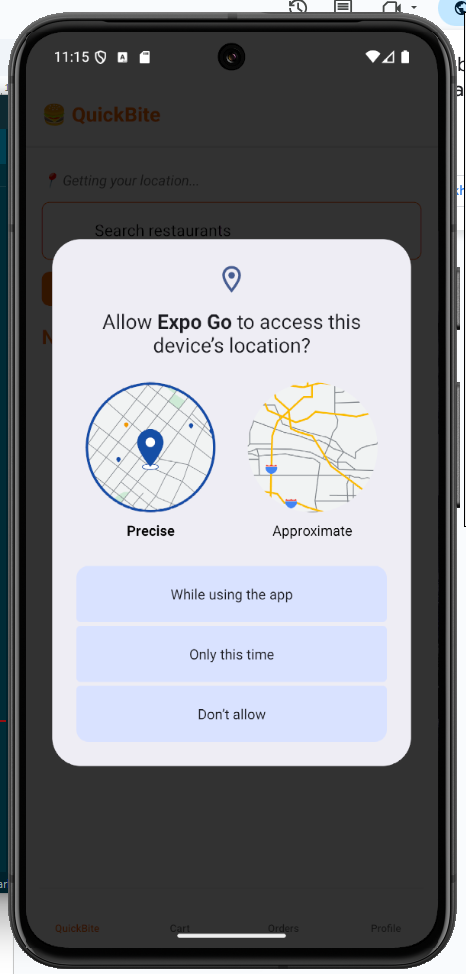 11:15
QuickBite
Getting your location...
Search restaurants
N
Allow Expo Go to access this
device's location?
Precise
Approximate
While using the app
Only this time
Don't allow
QuickBite
Cart
Orders
Profile